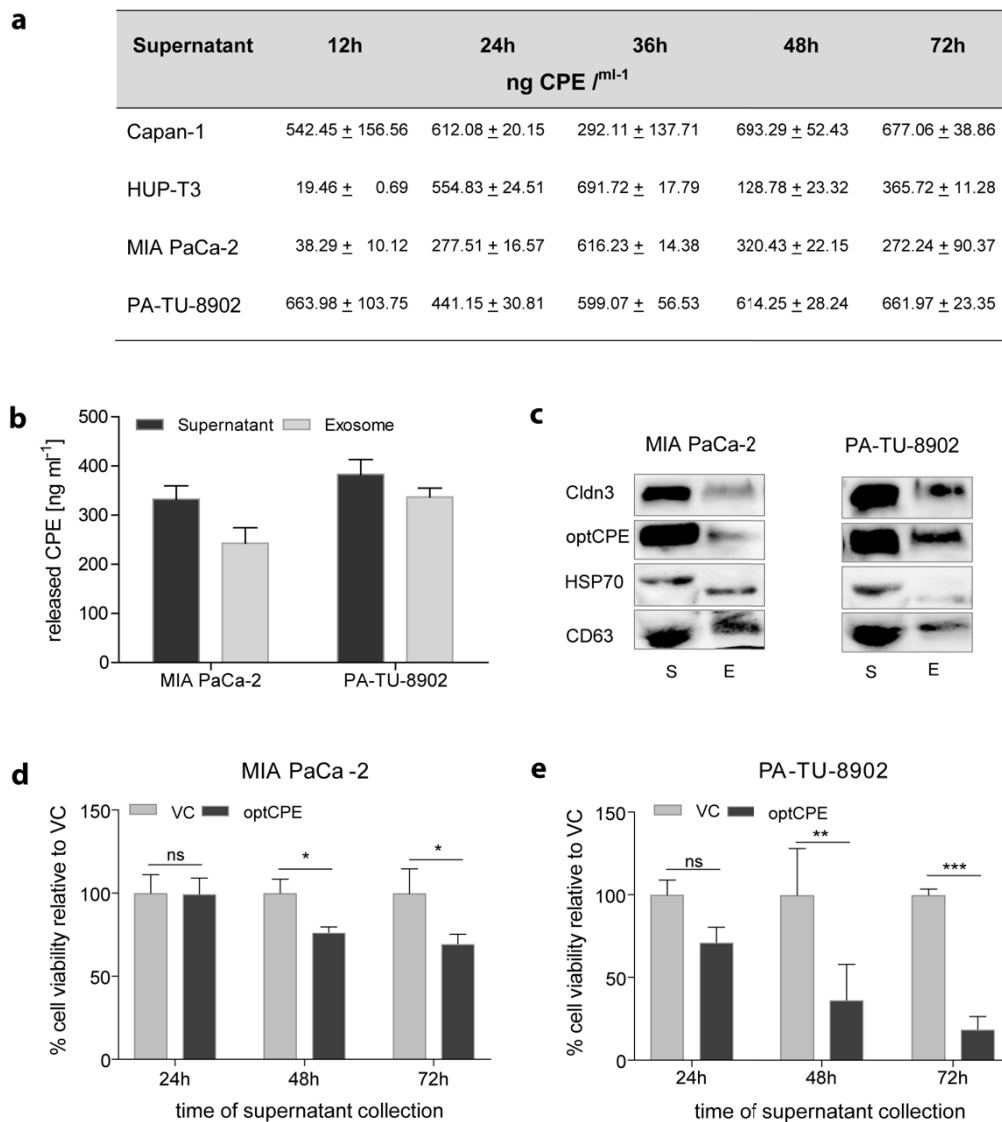 a
Supernatant 12h 24h 36h 48h 72h
ng CPE /ml-1
Capan-1 542.45 ± 156.56 612.08 ± 20.15 292.11 ± 137.71 693.29 ± 52.43 677.06 ± 38.86
HUP-T3 19.46 ± 0.69 554.83 ± 24.51 691.72 ± 17.79 128.78 ± 23.32 365.72 ± 11.28
MIA PaCa-2 38.29 ± 10.12 277.51 ± 16.57 616.23 ± 14.38 320.43 ± 22.15 272.24 ± 90.37
PA-TU-8902 663.98 ± 103.75 441.15 ± 30.81 599.07 ± 56.53 614.25 ± 28.24 661.97 ± 23.35
b
500
400
300
200
100
0
released CPE [ng ml-1]
Supernatant Exosome
MIA PaCa-2 PA-TU-8902
c
MIA PaCa-2 PA-TU-8902
Cldn3
optCPE
HSP70
CD63
S E S E
d
MIA PaCa -2
VC optCPE
150
100
50
0
% cell viability relative to VC
ns * *
24h 48h 72h
time of supernatant collection
e
PA-TU-8902
VC optCPE
150
100
50
0
% cell viability relative to VC
ns ** ***
24h 48h 72h
time of supernatant collection